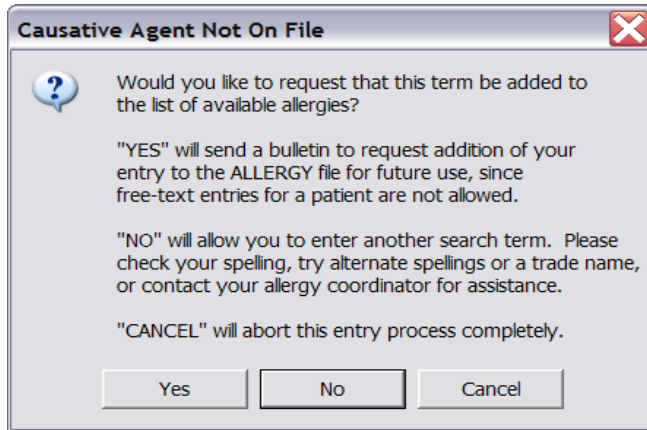 Causative Agent Not On File
Would you like to request that this term be added to
the list of available allergies?
"YES" will send a bulletin to request addition of your
entry to the ALLERGY file for future use, since
free-text entries for a patient are not allowed.
"NO" will allow you to enter another search term.  Please
check your spelling, try alternate spellings or a trade name,
or contact your allergy coordinator for assistance.
"CANCEL" will abort this entry process completely.
Yes No Cancel